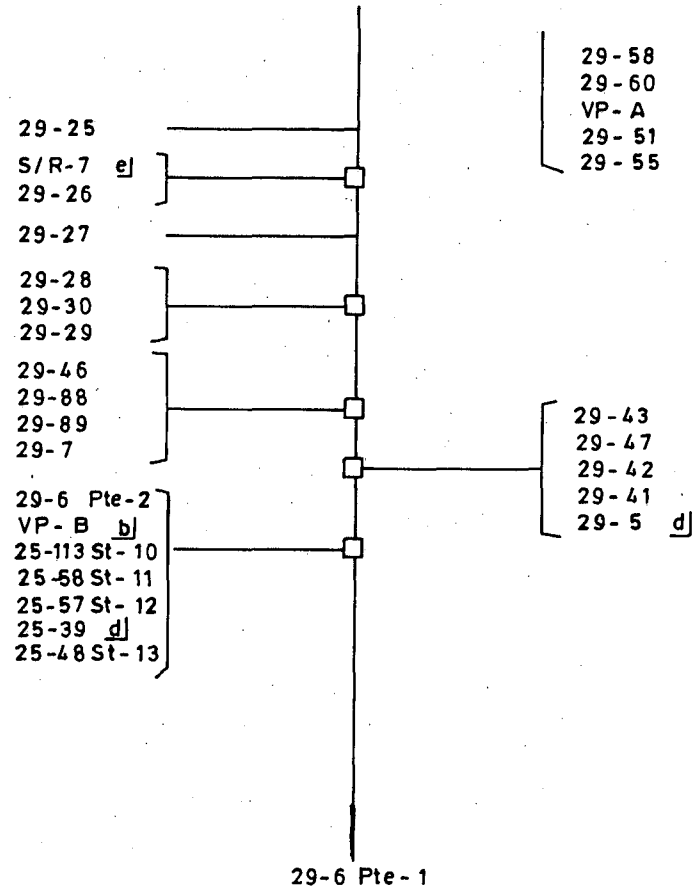 29-58
29-60
VP-A
29-51
29-55
29-25
S/R-7 e
29-26
29-27
29-28
29-30
29-29
29-46
29-88
29-89
29-7
29-43
29-47
29-42
29-41
29-5 d
29-6 Pte-2
VP-B b
25-113 St-10
25-58 St-11
25-57 St-12
25-39 d
25-48 St-13
29-6 Pte-1